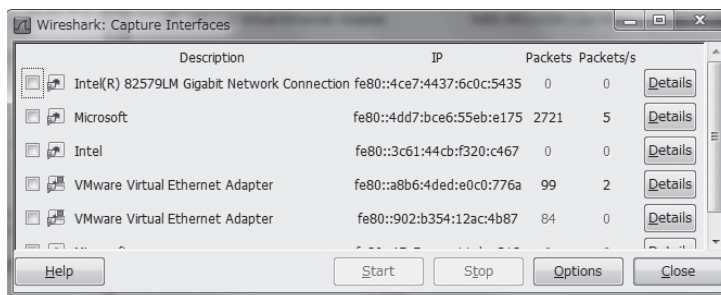 Wireshark: Capture Interfaces
Description IP Packets Packets/s
Intel(R) 82579LM Gigabit Network Connection fe80::4ce7:4437:6c0c:5435 0 0 Details
Microsoft fe80::4dd7:bce6:55eb:e175 2721 5 Details
Intel fe80::3c61:44cb:f320:c467 0 0 Details
VMware Virtual Ethernet Adapter fe80::a8b6:4ded:e0c0:776a 99 2 Details
VMware Virtual Ethernet Adapter fe80::902:b354:12ac:4b87 84 0 Details
Help Start Stop Options Close